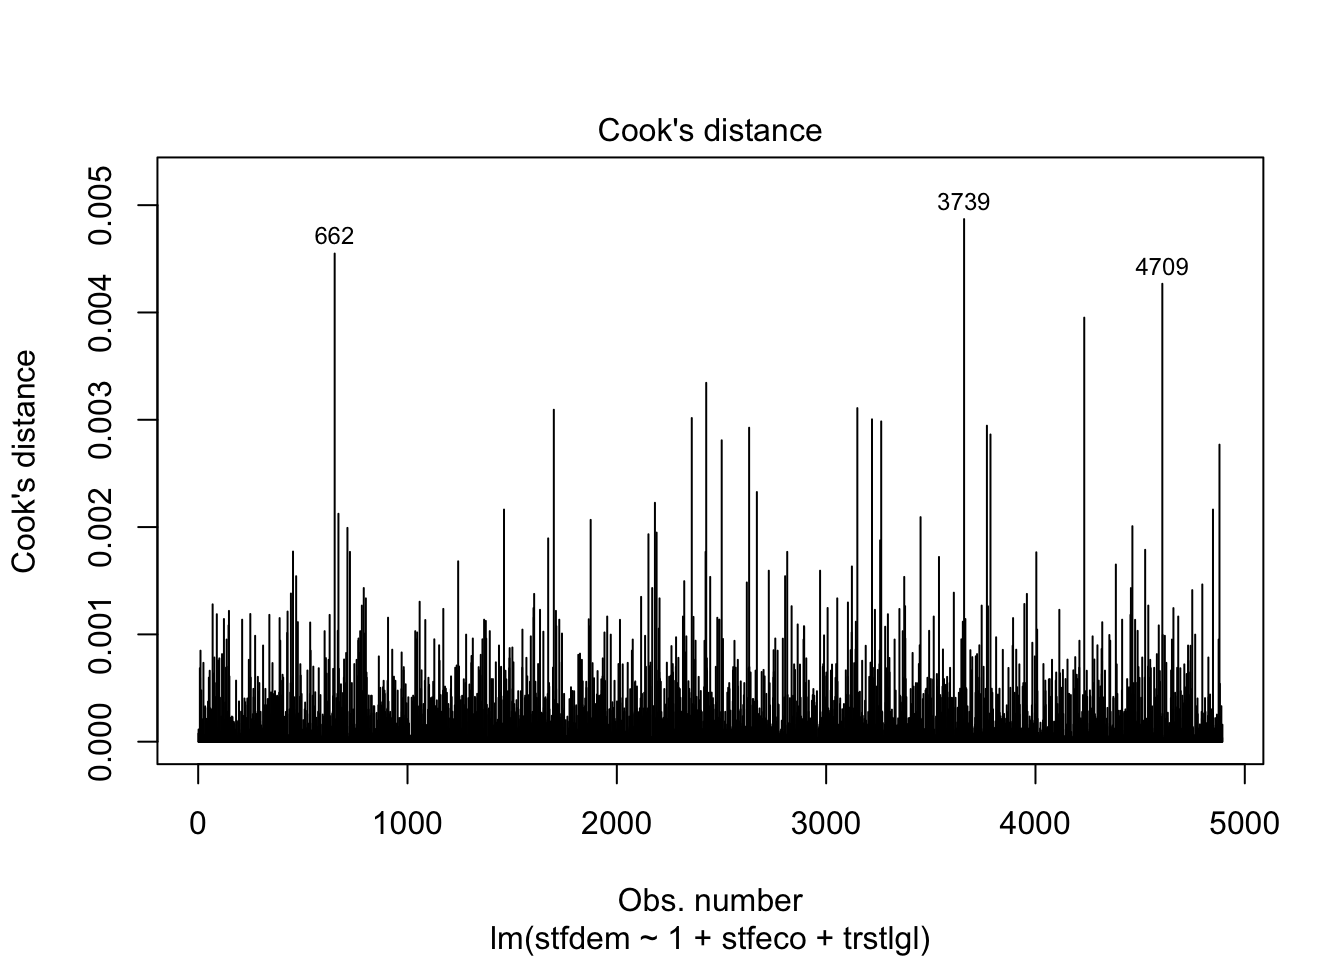 Cook's distance
Cook's distance
0.005
0.004
0.003
0.002
0.001
0.000
662
3739
4709
0 1000 2000 3000 4000 5000
Obs. number
lm(stfdem ~ 1 + stfeco + trstlgl)